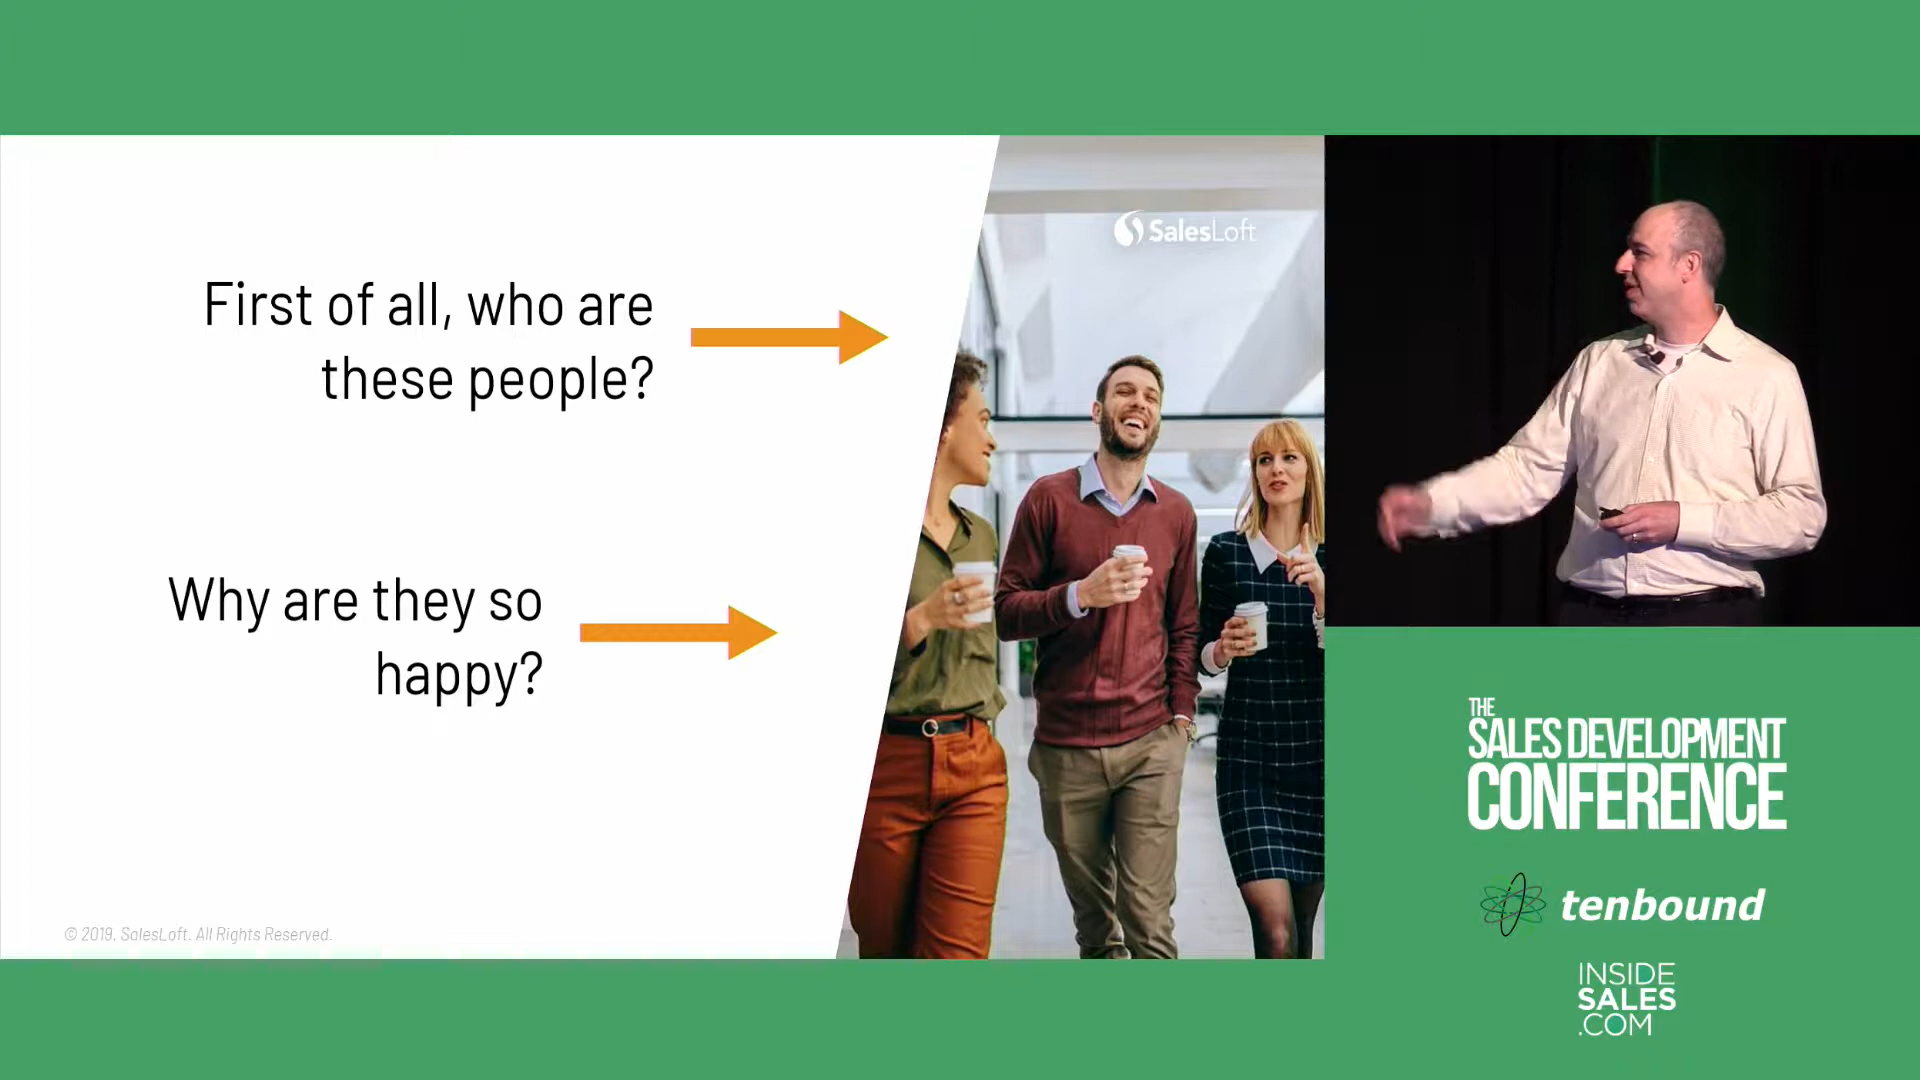 First of all, who are
these people?
Why are they so
happy?
© 2019. SalesLoft. All Rights Reserved.
SalesLoft
THE
SALES DEVELOPMENT
CONFERENCE
tenbound
INSIDE
SALES
.COM